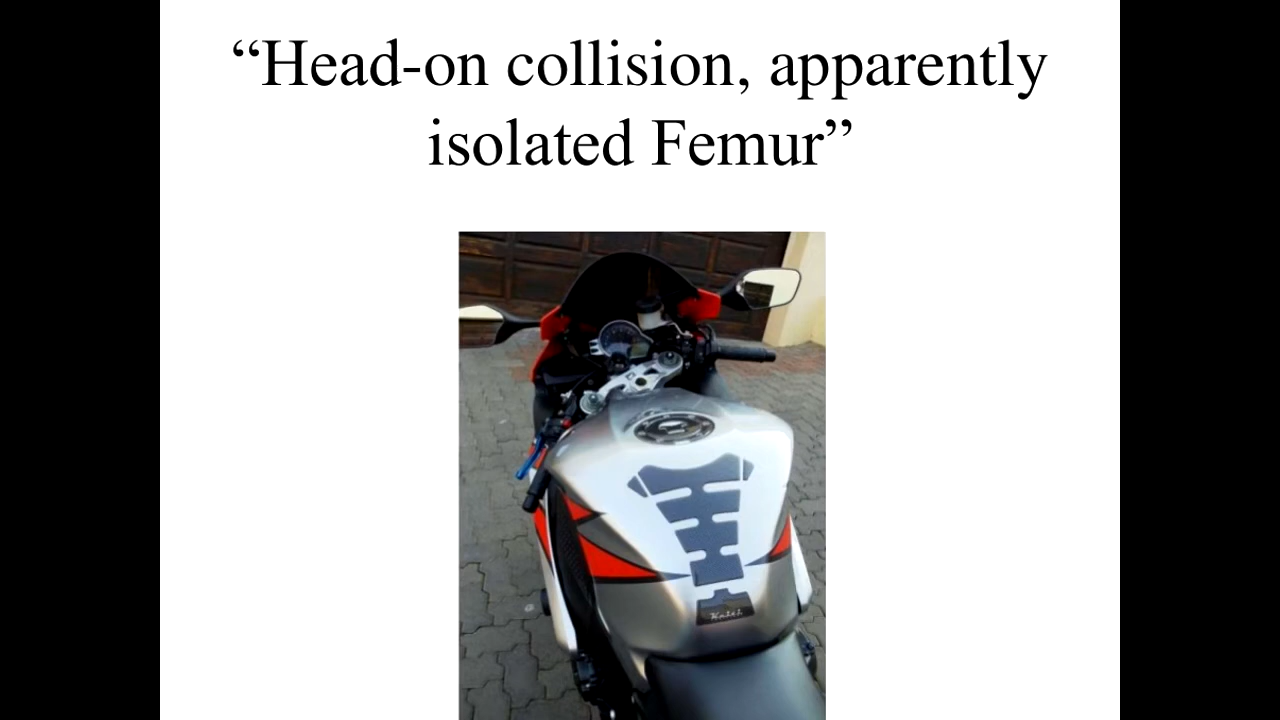 “Head-on collision, apparently
isolated Femur”